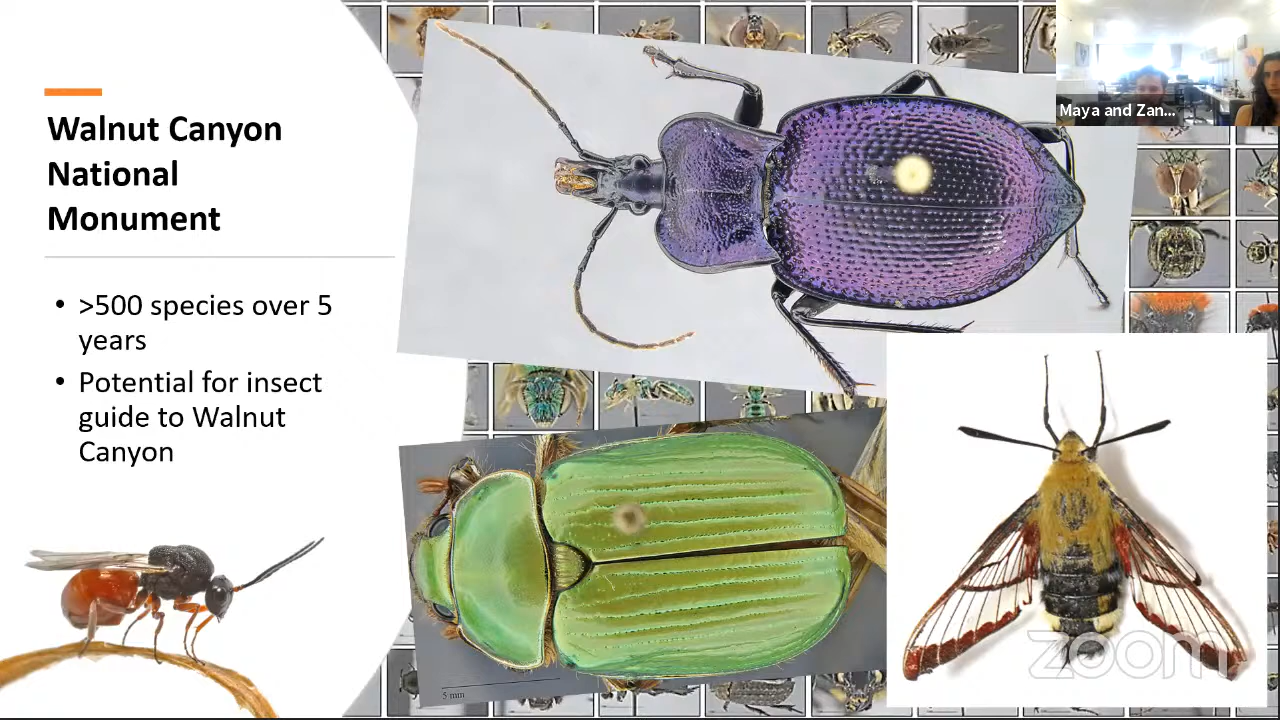 Walnut Canyon
National
Monument
• >500 species over 5
years
• Potential for insect
guide to Walnut
Canyon
Maya and Zan...
5 mm
zoom